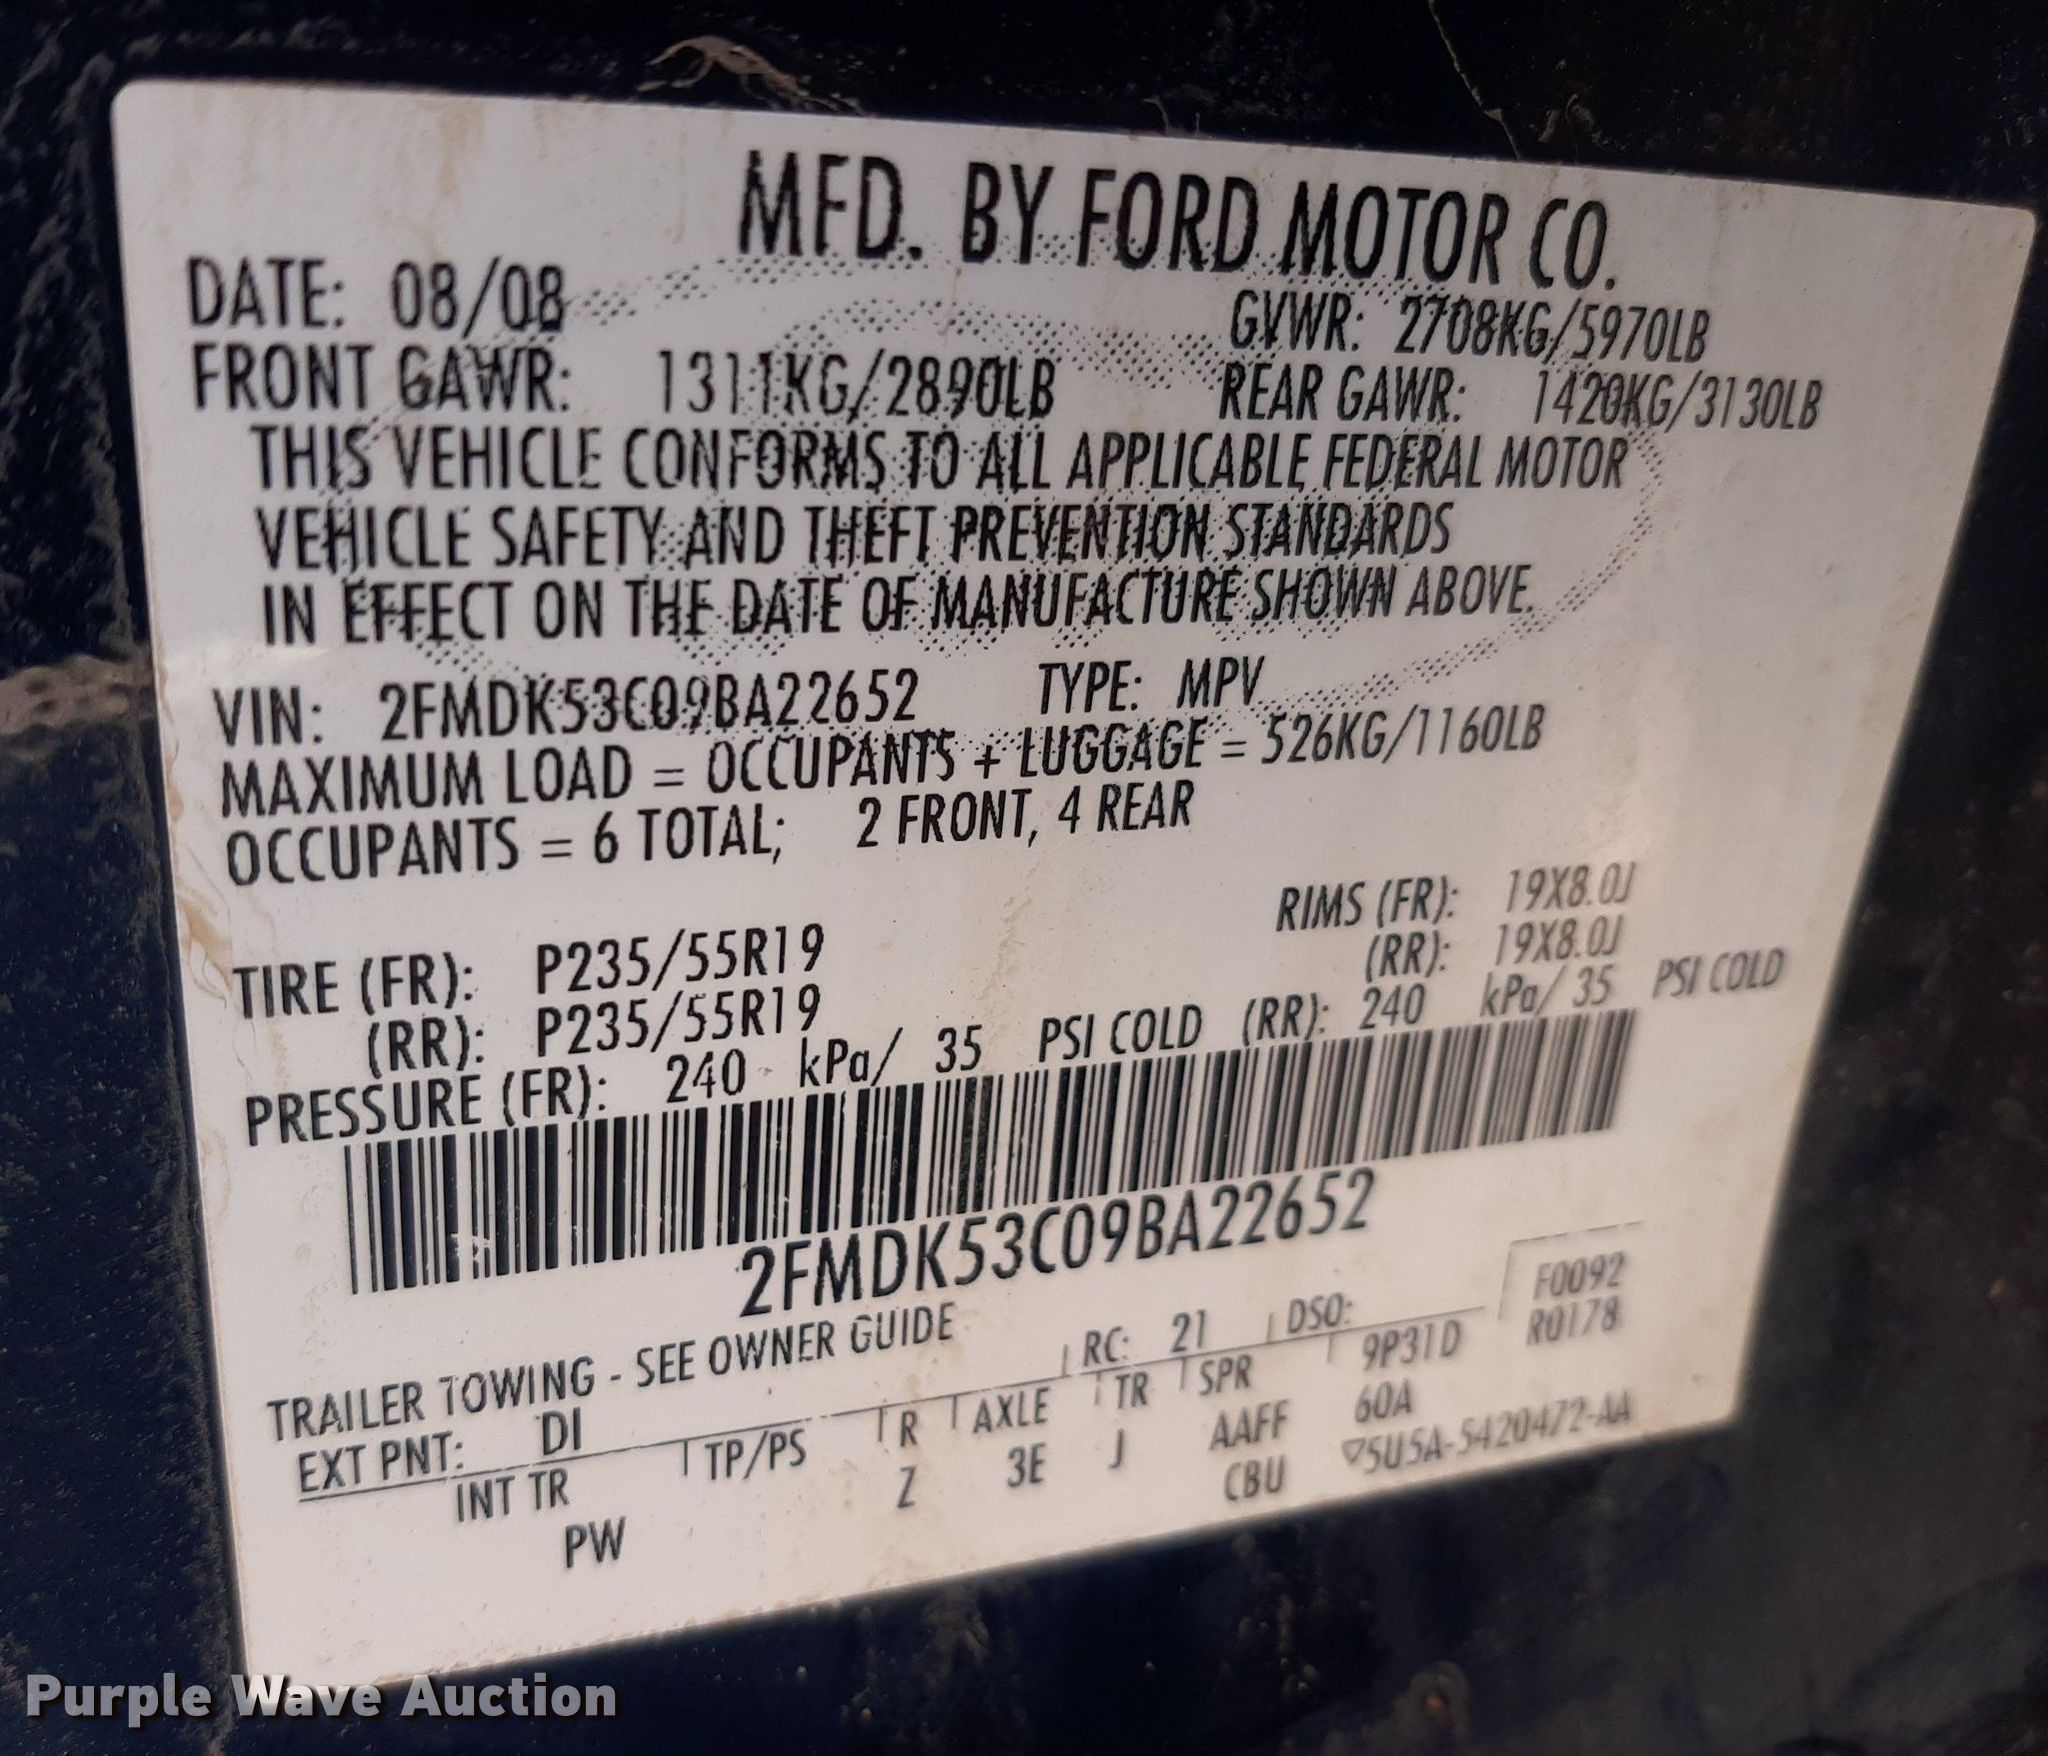 MFD. BY FORD MOTOR CO.
DATE: 08/08 GVWR: 2708KG/5970LB
FRONT GAWR: 1311KG/2890LB REAR GAWR: 1420KG/3130LB
THIS VEHICLE CONFORMS TO ALL APPLICABLE FEDERAL MOTOR
VEHICLE SAFETY AND THEFT PREVENTION STANDARDS
IN EFFECT ON THE DATE OF MANUFACTURE SHOWN ABOVE.
VIN: 2FMDK53C09BA22652 TYPE: MPV
MAXIMUM LOAD = OCCUPANTS + LUGGAGE = 526KG/1160LB
OCCUPANTS = 6 TOTAL; 2 FRONT, 4 REAR
TIRE (FR): P235/55R19 RIMS (FR): 19X8.0J
(RR): P235/55R19 (RR): 19X8.0J
PRESSURE (FR): 240 kPa/ 35 PSI COLD (RR): 240 kPa/ 35 PSI COLD
2FMDK53C09BA22652
TRAILER TOWING - SEE OWNER GUIDE F0092
EXT PNT: DI RC: 21 DSO: R0178
INT TR TP/PS R AXLE TR SPR 9P31D
PW Z 3E J AAFF 60A
CBU ▽5U5A-5420472-AA
Purple Wave Auction